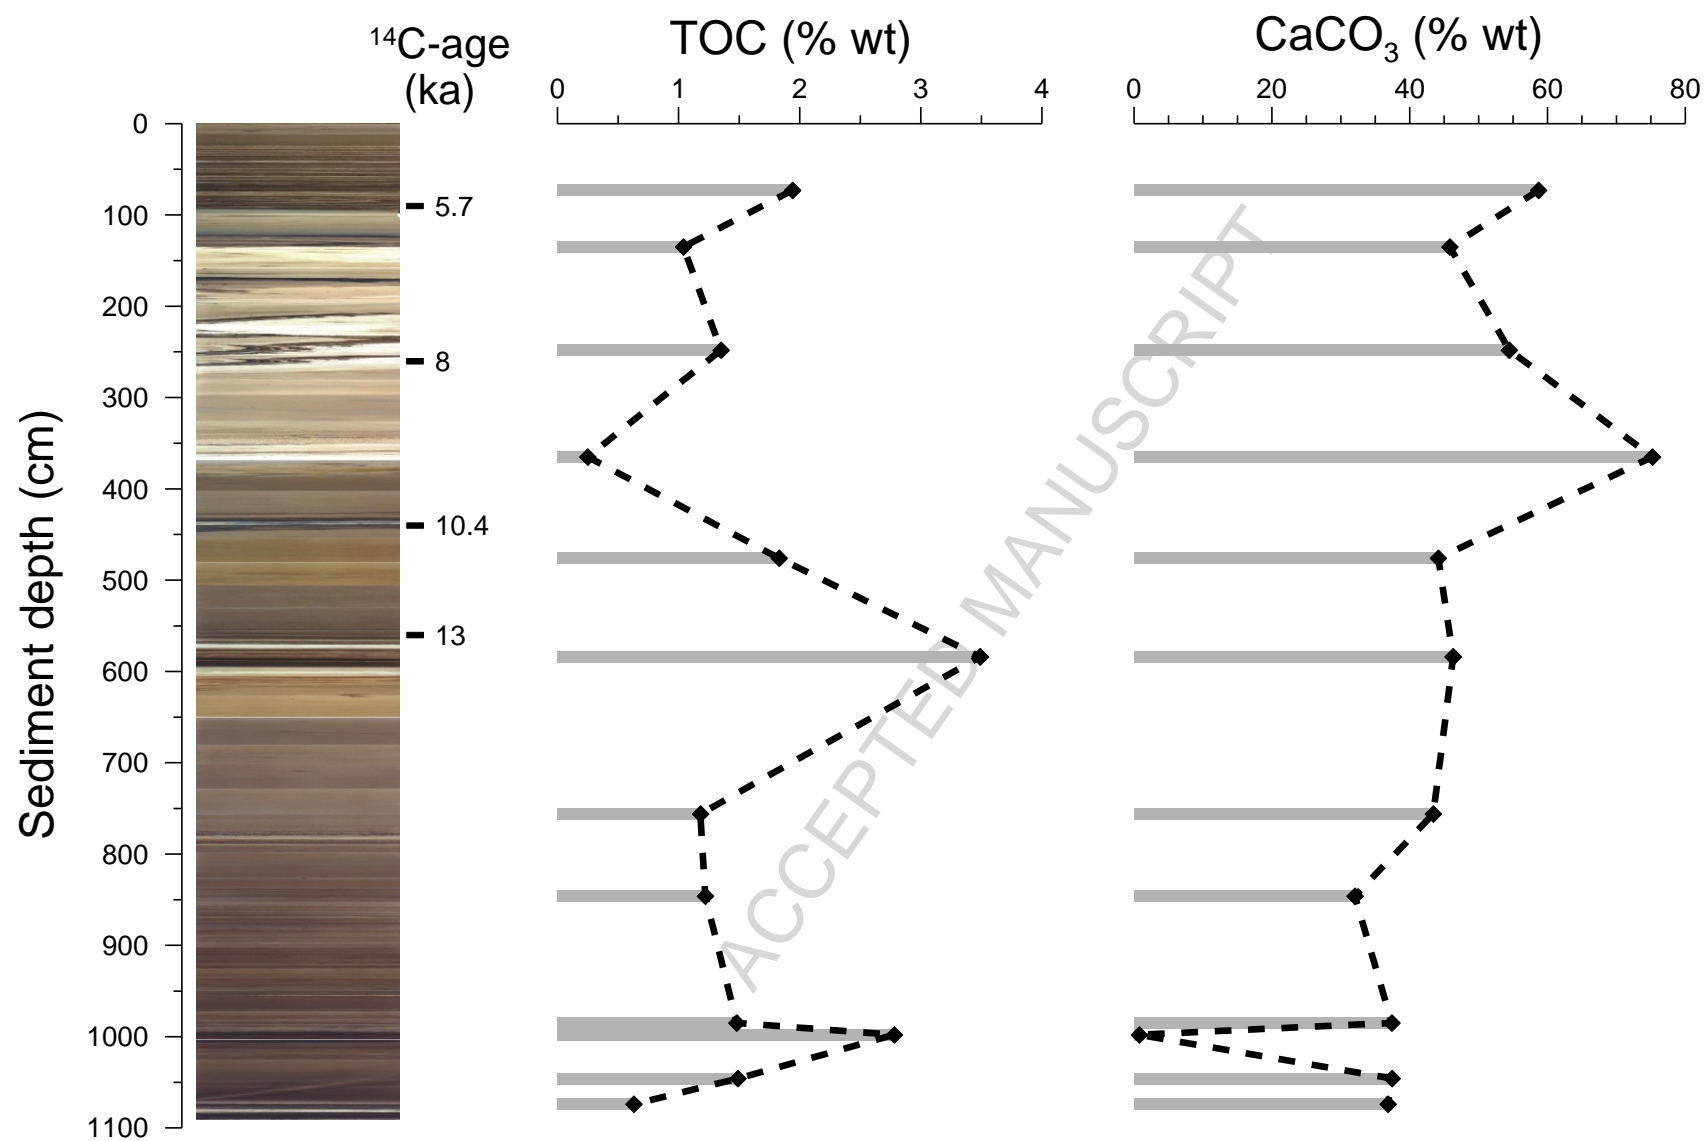 ¹⁴C-age
(ka)
TOC (% wt)
CaCO₃ (% wt)
0 1 2 3 4
0 20 40 60 80
Sediment depth (cm)
0
100
200
300
400
500
600
700
800
900
1000
1100
5.7
8
10.4
13
ACCEPTED MANUSCRIPT